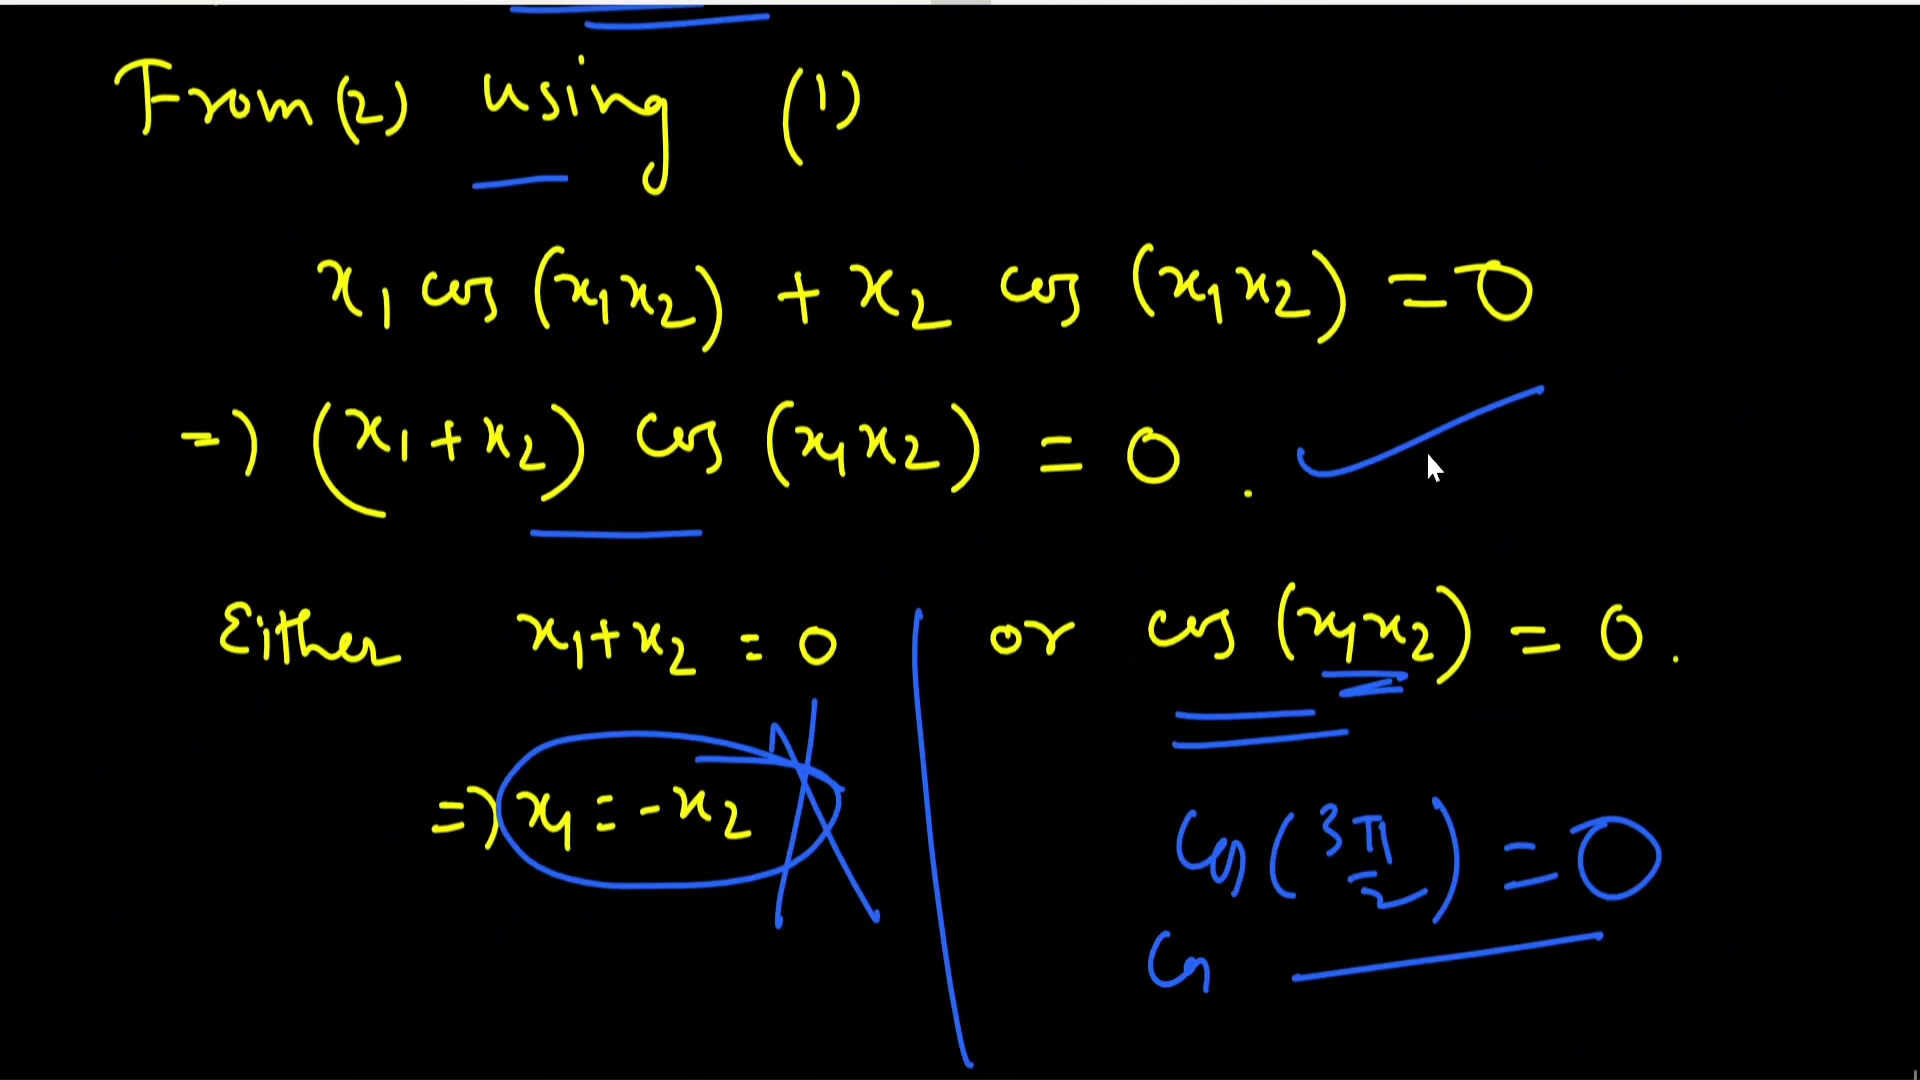 From (2) using (1)
x₁ cos (x₁x₂) + x₂ cos (x₁x₂) = 0
=) (x₁+x₂) cos (x₁x₂) = 0.
Either x₁+x₂ = 0 or cos (x₁x₂) = 0.
=) x₁ = -x₂
Cos (3π/2) = 0